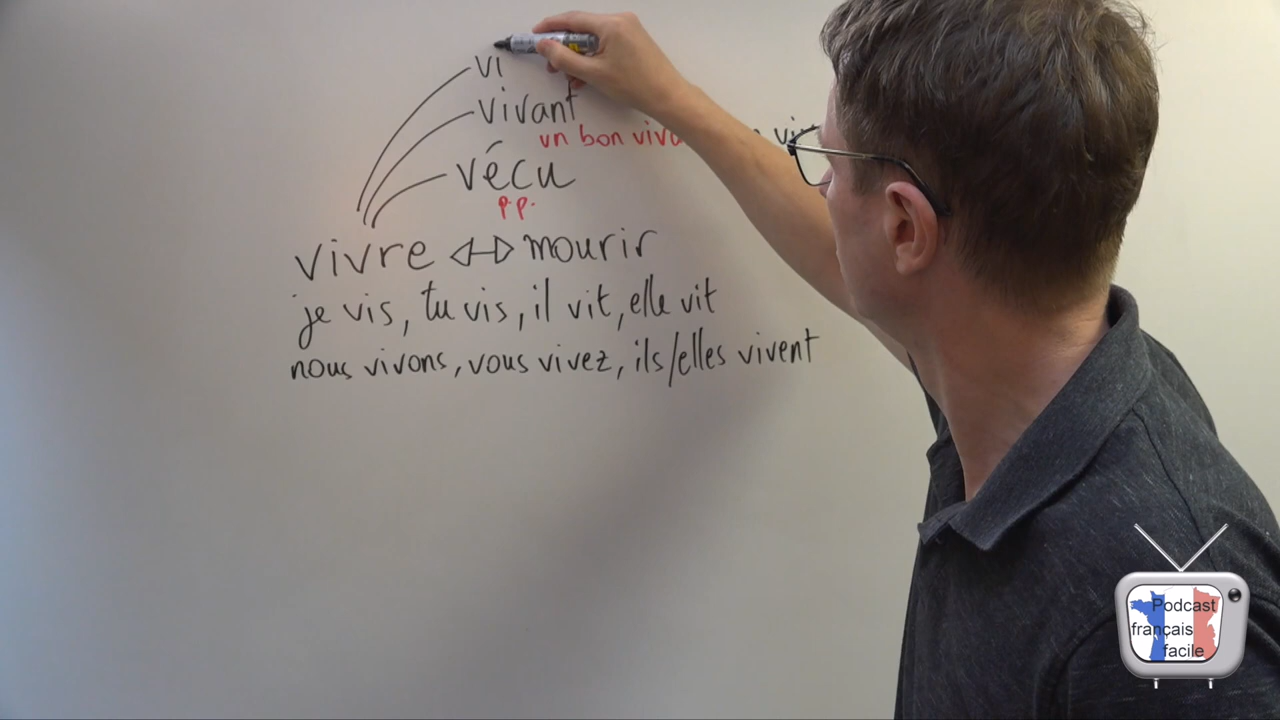 vi
vivant
un bon viva
vécu
p.p.
vivre ⇔ mourir
je vis, tu vis, il vit, elle vit
nous vivons, vous vivez, ils/elles vivent
Podcast
français
facile